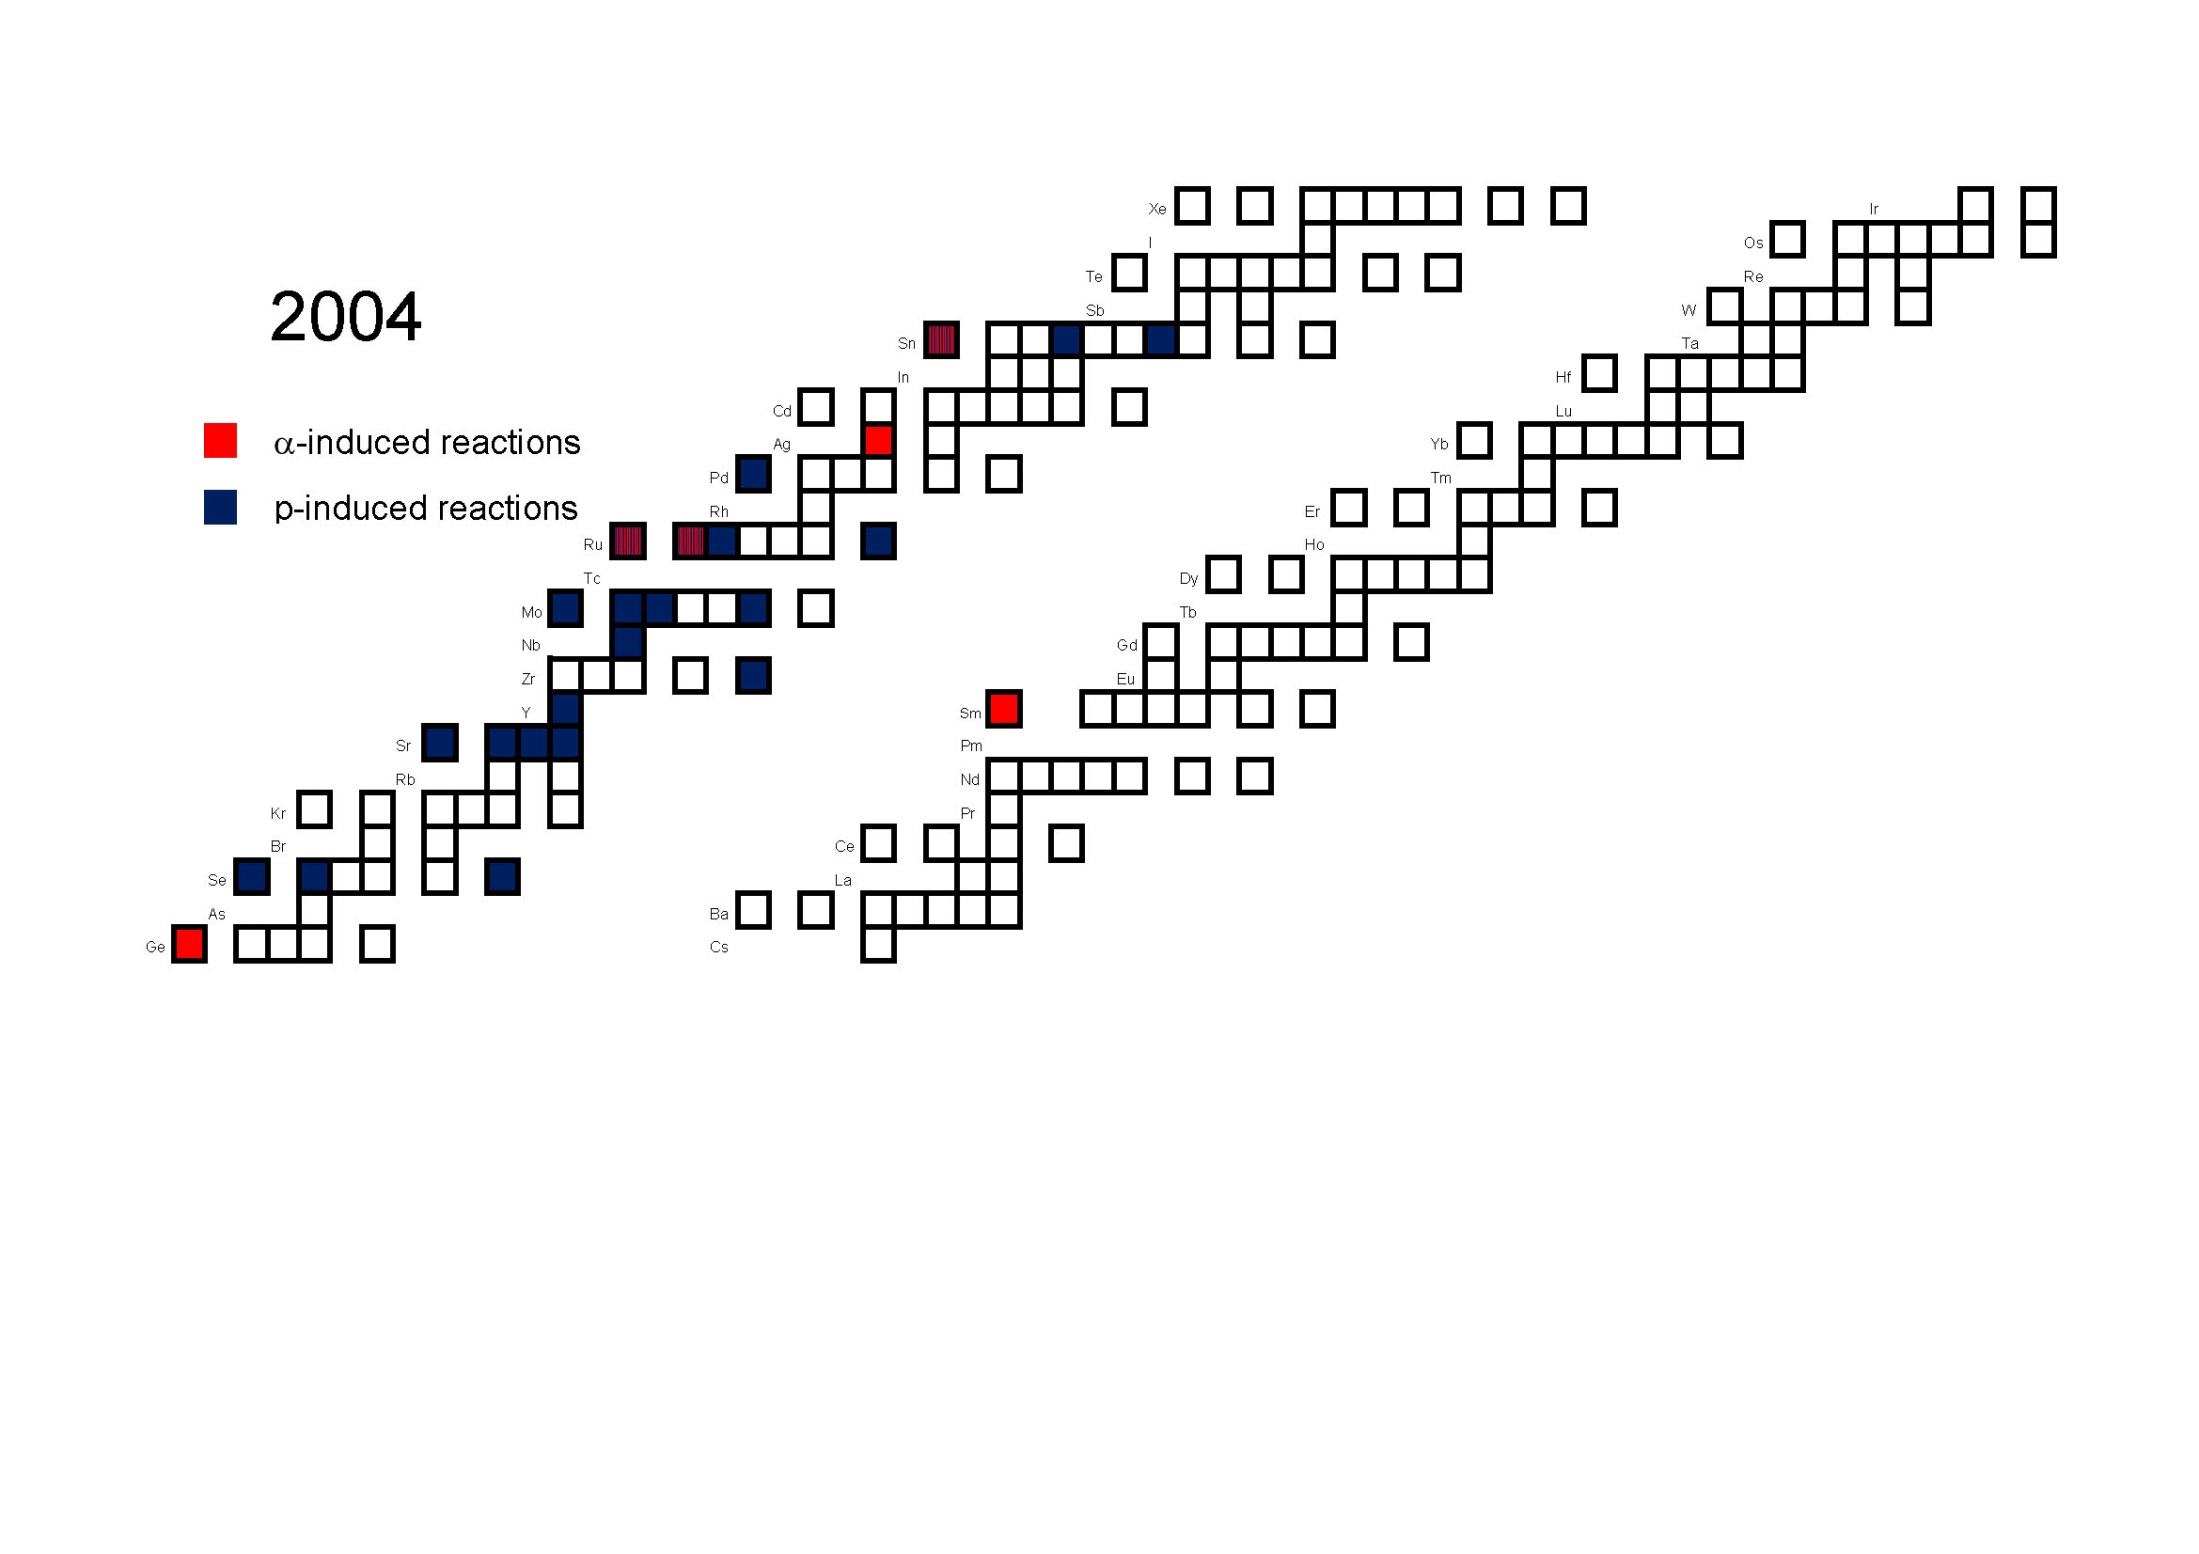 Xe
Ir
I
Os
Te
Re
2004
Sb
W
Sn
Ta
In
Hf
Cd
Lu
α-induced reactions
Ag
Yb
Pd
Tm
p-induced reactions
Rh
Er
Ru
Ho
Tc
Dy
Mo
Tb
Nb
Gd
Zr
Eu
Y
Sm
Sr
Pm
Rb
Nd
Kr
Pr
Br
Ce
Se
La
As
Ba
Ge
Cs